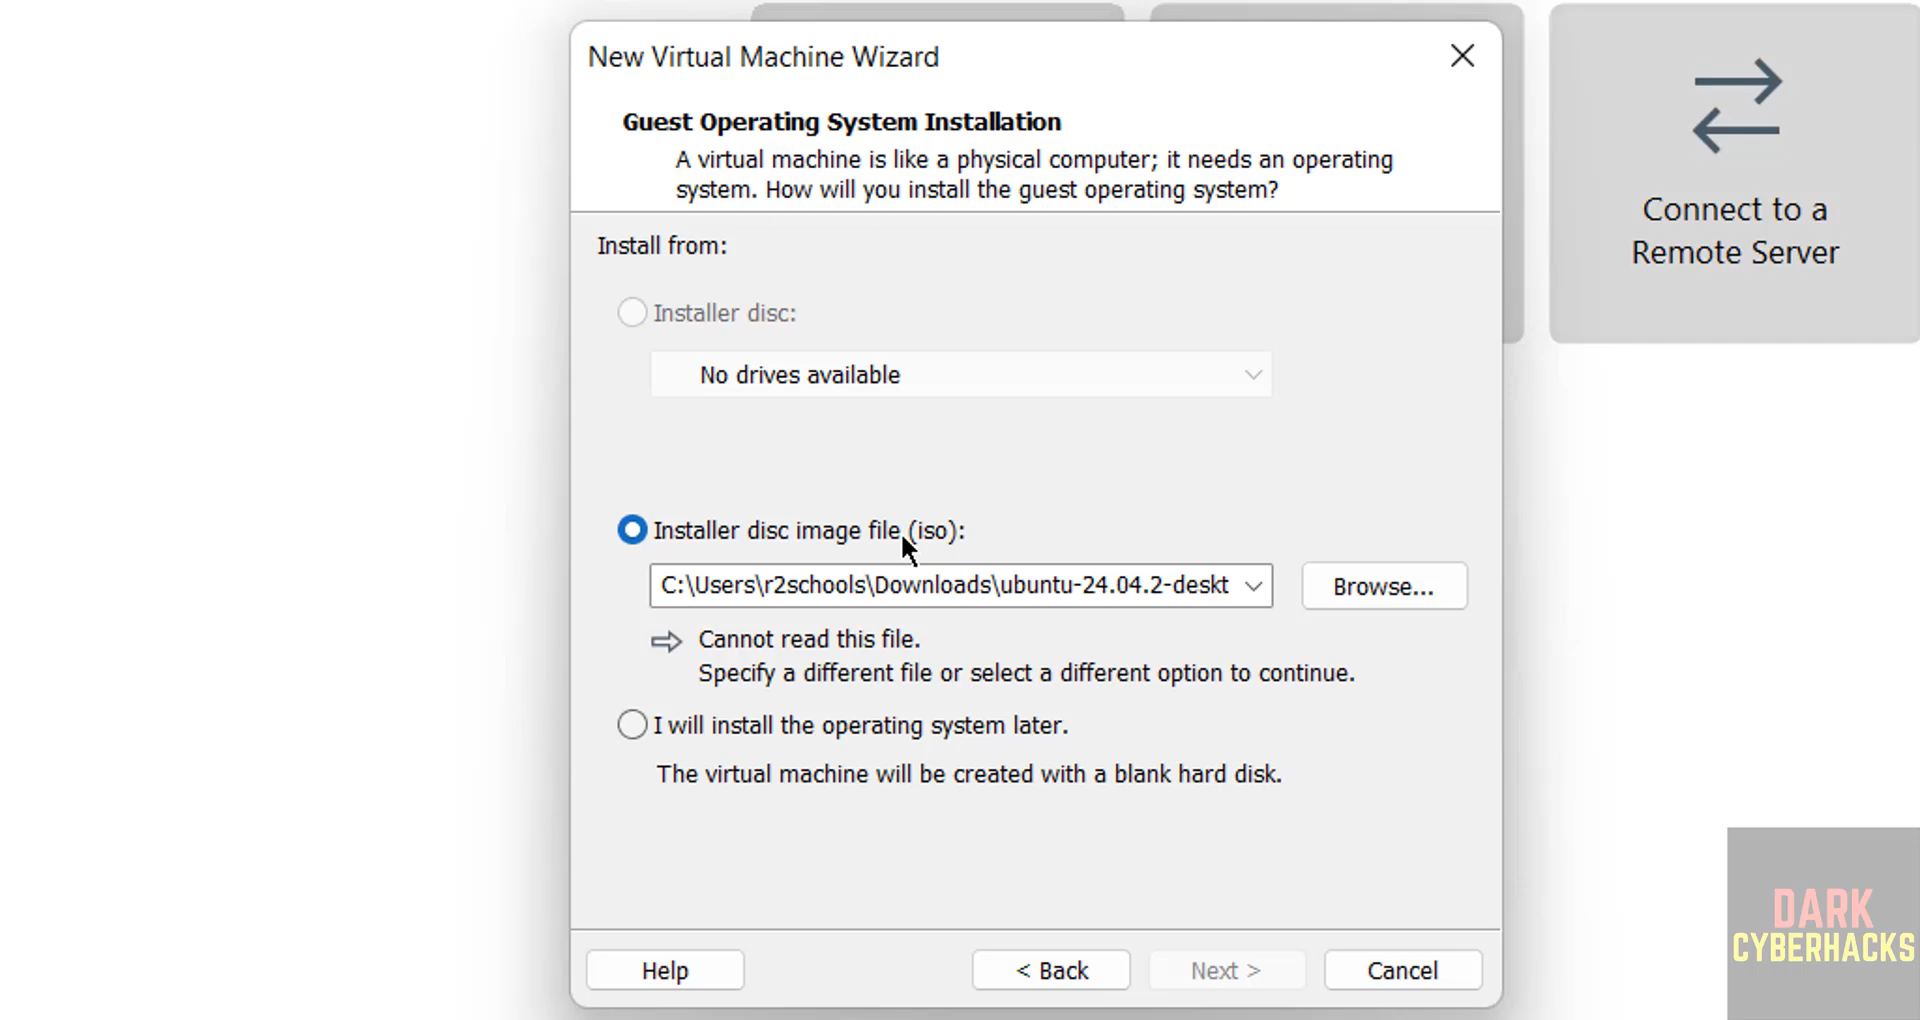 New Virtual Machine Wizard
Guest Operating System Installation
A virtual machine is like a physical computer; it needs an operating
system. How will you install the guest operating system?
Install from:
Installer disc:
No drives available
Installer disc image file (iso):
C:\Users\r2schools\Downloads\ubuntu-24.04.2-deskt
Browse...
Cannot read this file.
Specify a different file or select a different option to continue.
I will install the operating system later.
The virtual machine will be created with a blank hard disk.
Help
< Back
Next >
Cancel
Connect to a
Remote Server
DARK
CYBERHACKS